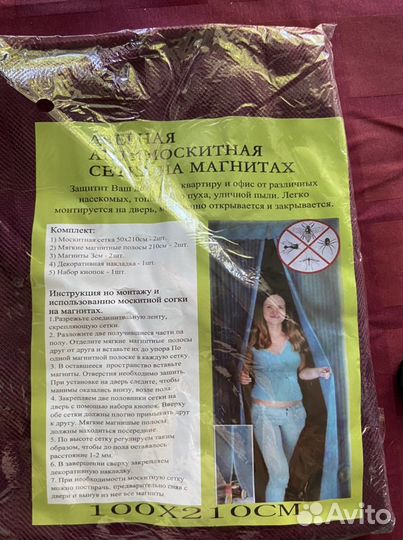 АНТИМОСКИТНАЯ
СЕТКА НА МАГНИТАХ
Защитит Ваш квартиру и офис от различных
насекомых, пуха, уличной пыли. Легко
монтируется на дверь, открывается и закрывается.
Комплект:
1) Москитная сетка 50х210см - 2шт.
2) Мягкие магнитные полосы 210см - 2шт.
3) Магниты 3см - 2шт.
4) Декоративная накладка - 1шт.
5) Набор кнопок - 1шт.
Инструкция но монтажу и
использованию москитной сотки
на магнитах.
1.Разрежьте соединительную ленту,
скрепляющую сетки.
2. Разложите две получившиеся части на
полу. Отделите мягкие магнитные полосы
друг от друга и вставьте их до упора По
одной магнитной полоске в каждую сетку.
3. В оставшееся пространство вставьте
магниты. Отверстия необходимо зашить.
При установке на дверь следите, чтобы
манимы оказались внизу, возле пола.
4. Закрепляем две половинки сетки на
дверь с помощью набора кнопок. Вверху
обе сетки должны плотно примыкать друг
к другу. Мягкие магнишые полосы
должны находиться посередине.
5. По высоте сетку регулируем таким
образом, чтобы до пола оставалось
расстояние 1-2 мм.
6. В завершении сверху закрепляем
декоративную накладку.
7. При необходимости москитную сетку
можно постирать, предварительно сняв с
двери и вынув из нее все магниты.
100X210СМ
Avito